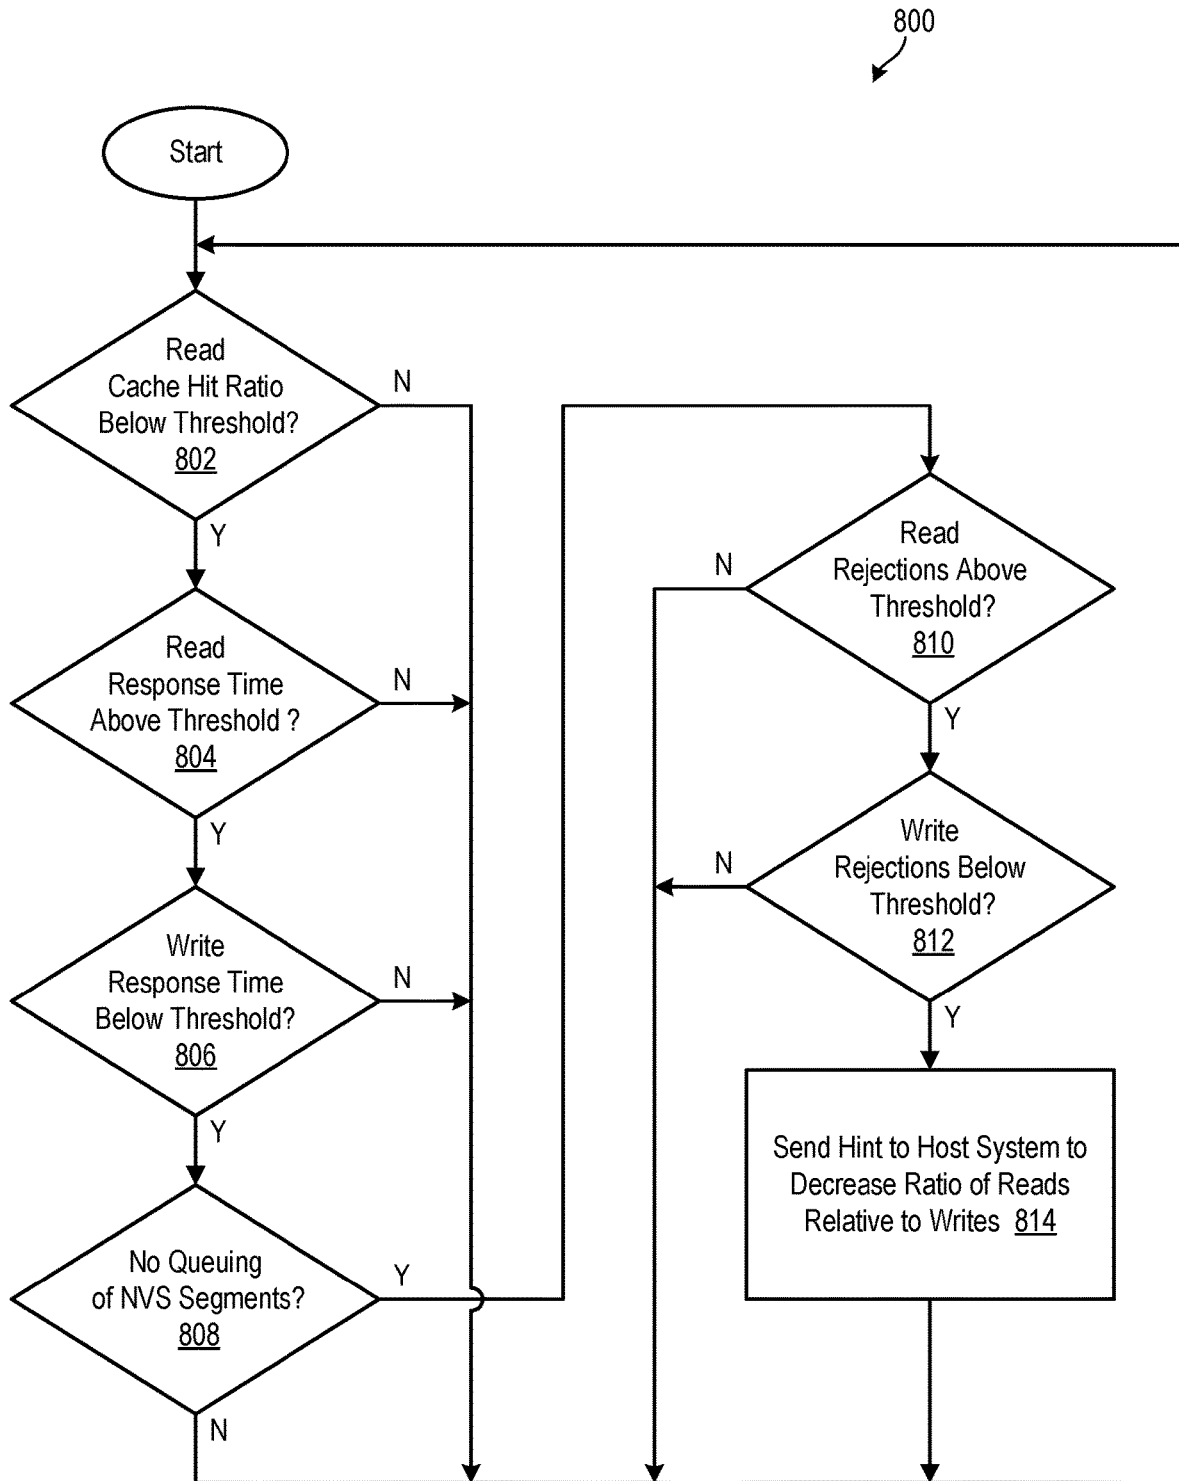 800
Start
Read
Cache Hit Ratio
Below Threshold?
802
N
Y
Read
Response Time
Above Threshold ?
804
N
Y
Write
Response Time
Below Threshold?
806
N
Y
No Queuing
of NVS Segments?
808
Y
N
Read
Rejections Above
Threshold?
810
N
Y
Write
Rejections Below
Threshold?
812
N
Y
Send Hint to Host System to
Decrease Ratio of Reads
Relative to Writes 814